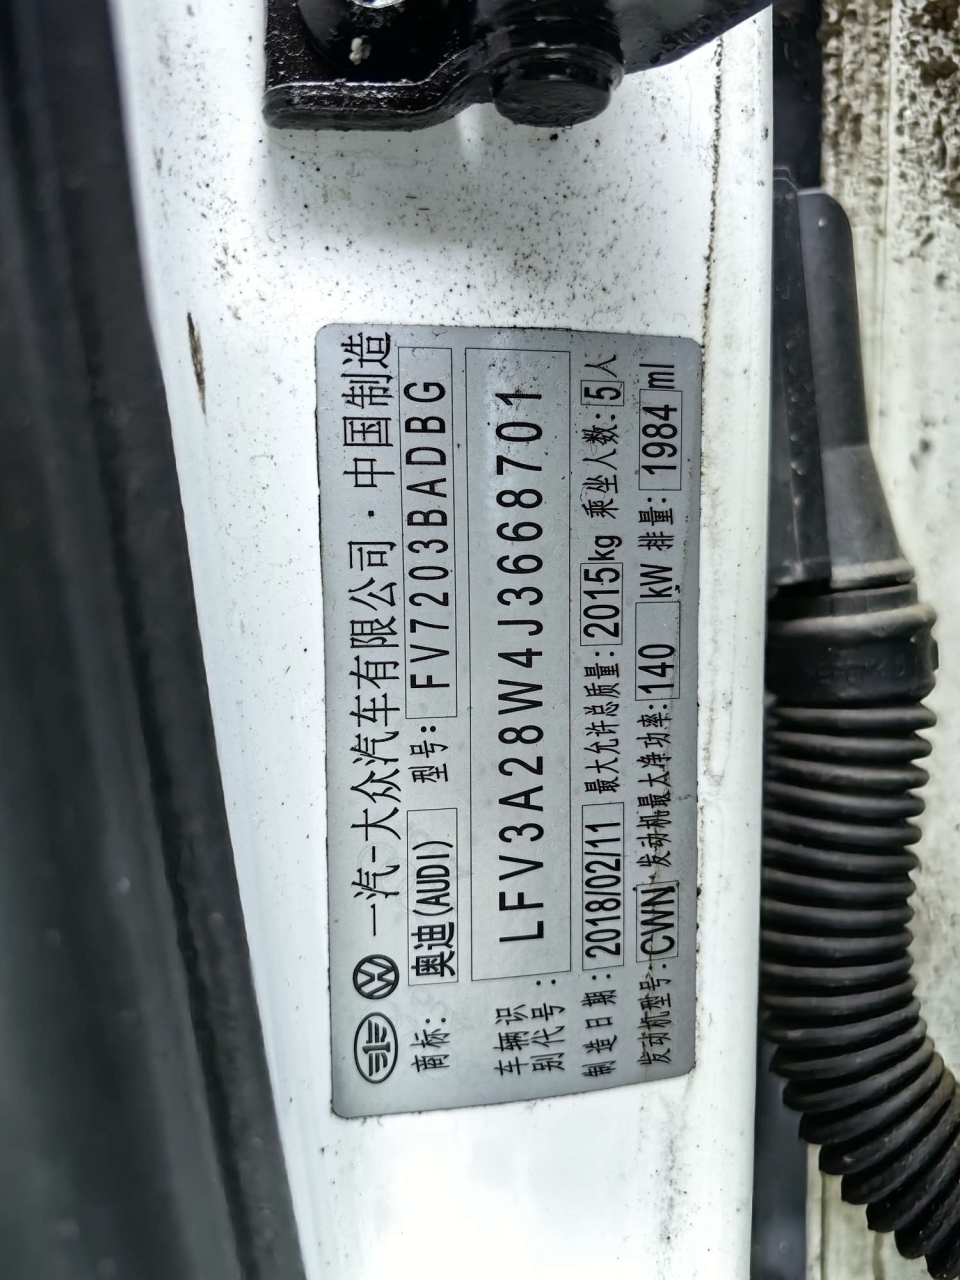 一汽-大众汽车有限公司·中国制造
商标: 奥迪(AUDI) 型号: FV7203BADBG
车辆识别代号: LFV3A28W4J3668701
制造日期: 2018/02/11 最大允许总质量: 2015kg 乘坐人数: 5人
发动机型号: CWN 发动机最大净功率: 140 kW 排量: 1984 ml